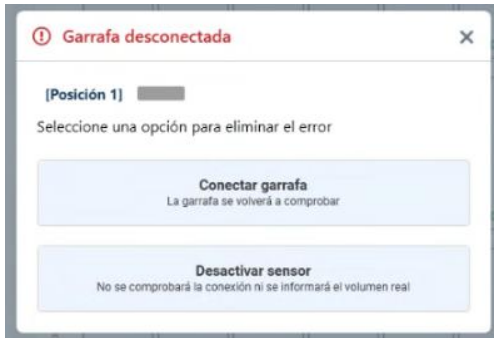 Garrafa desconectada
[Posición 1]
Seleccione una opción para eliminar el error
Conectar garrafa
La garrafa se volverá a comprobar
Desactivar sensor
No se comprobará la conexión ni se informará el volumen real